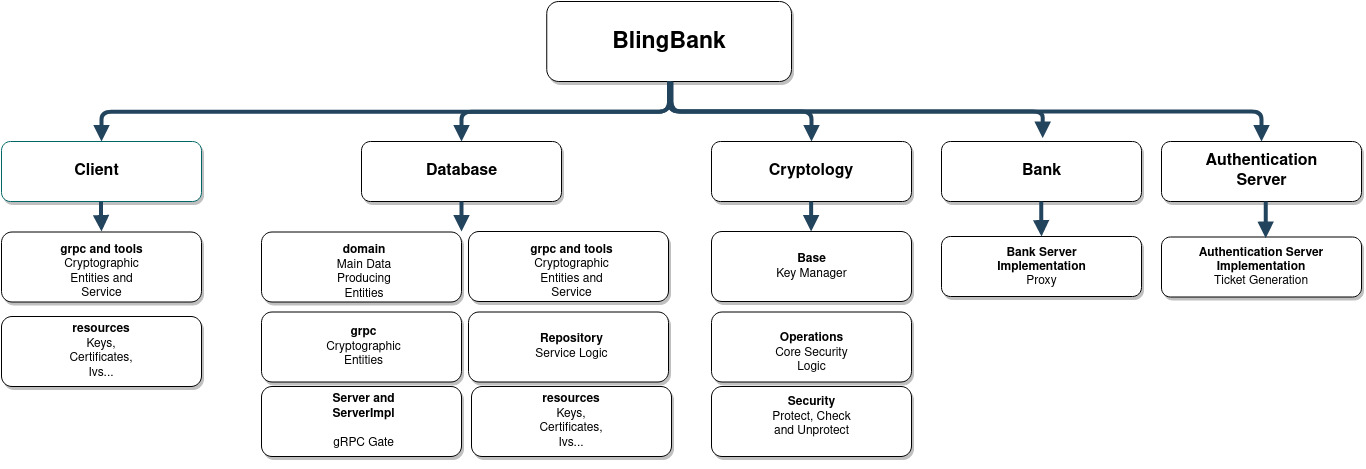 BlingBank
Client
Database
Cryptology
Bank
Authentication
Server
grpc and tools
Cryptographic
Entities and
Service
resources
Keys,
Certificates,
Ivs...
domain
Main Data
Producing
Entities
grpc and tools
Cryptographic
Entities and
Service
grpc
Cryptographic
Entities
Repository
Service Logic
Server and
ServerImpl
gRPC Gate
resources
Keys,
Certificates,
Ivs...
Base
Key Manager
Operations
Core Security
Logic
Security
Protect, Check
and Unprotect
Bank Server
Implementation
Proxy
Authentication Server
Implementation
Ticket Generation